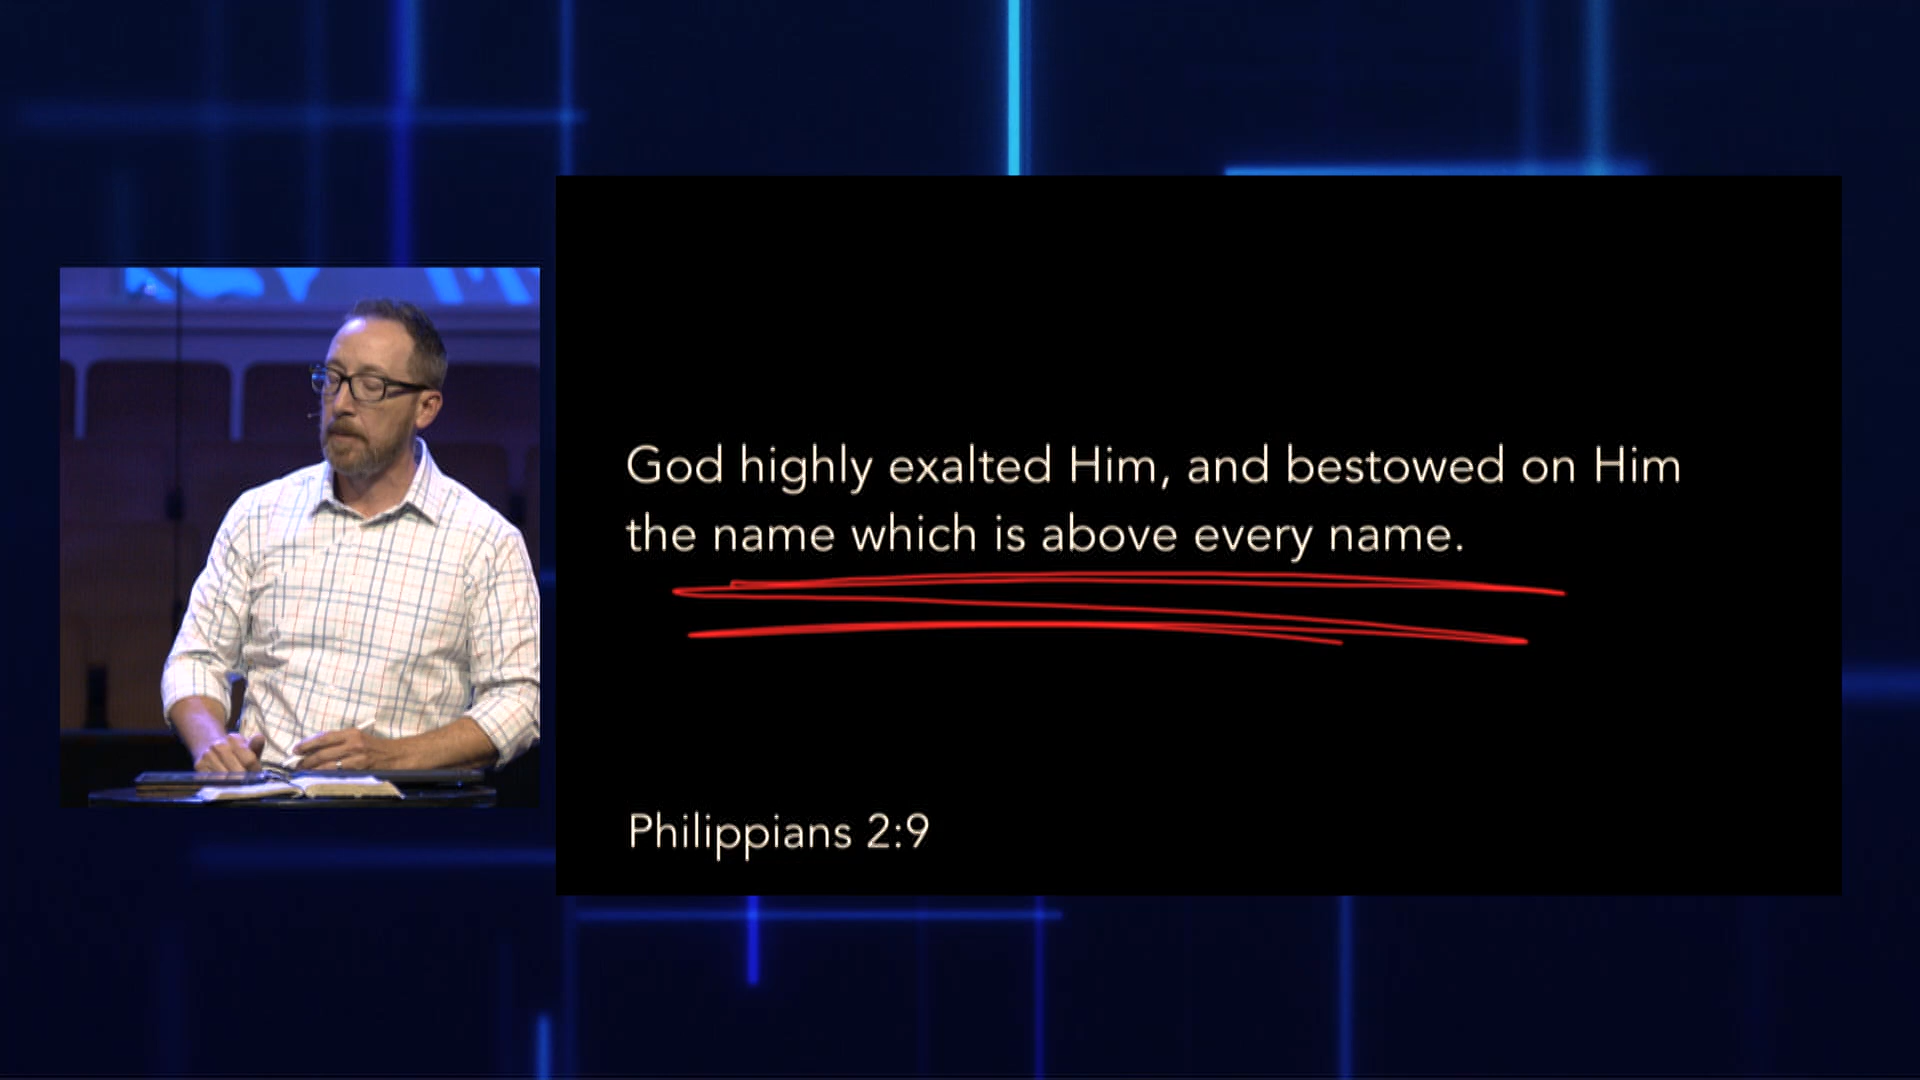 God highly exalted Him, and bestowed on Him
the name which is above every name.
Philippians 2:9